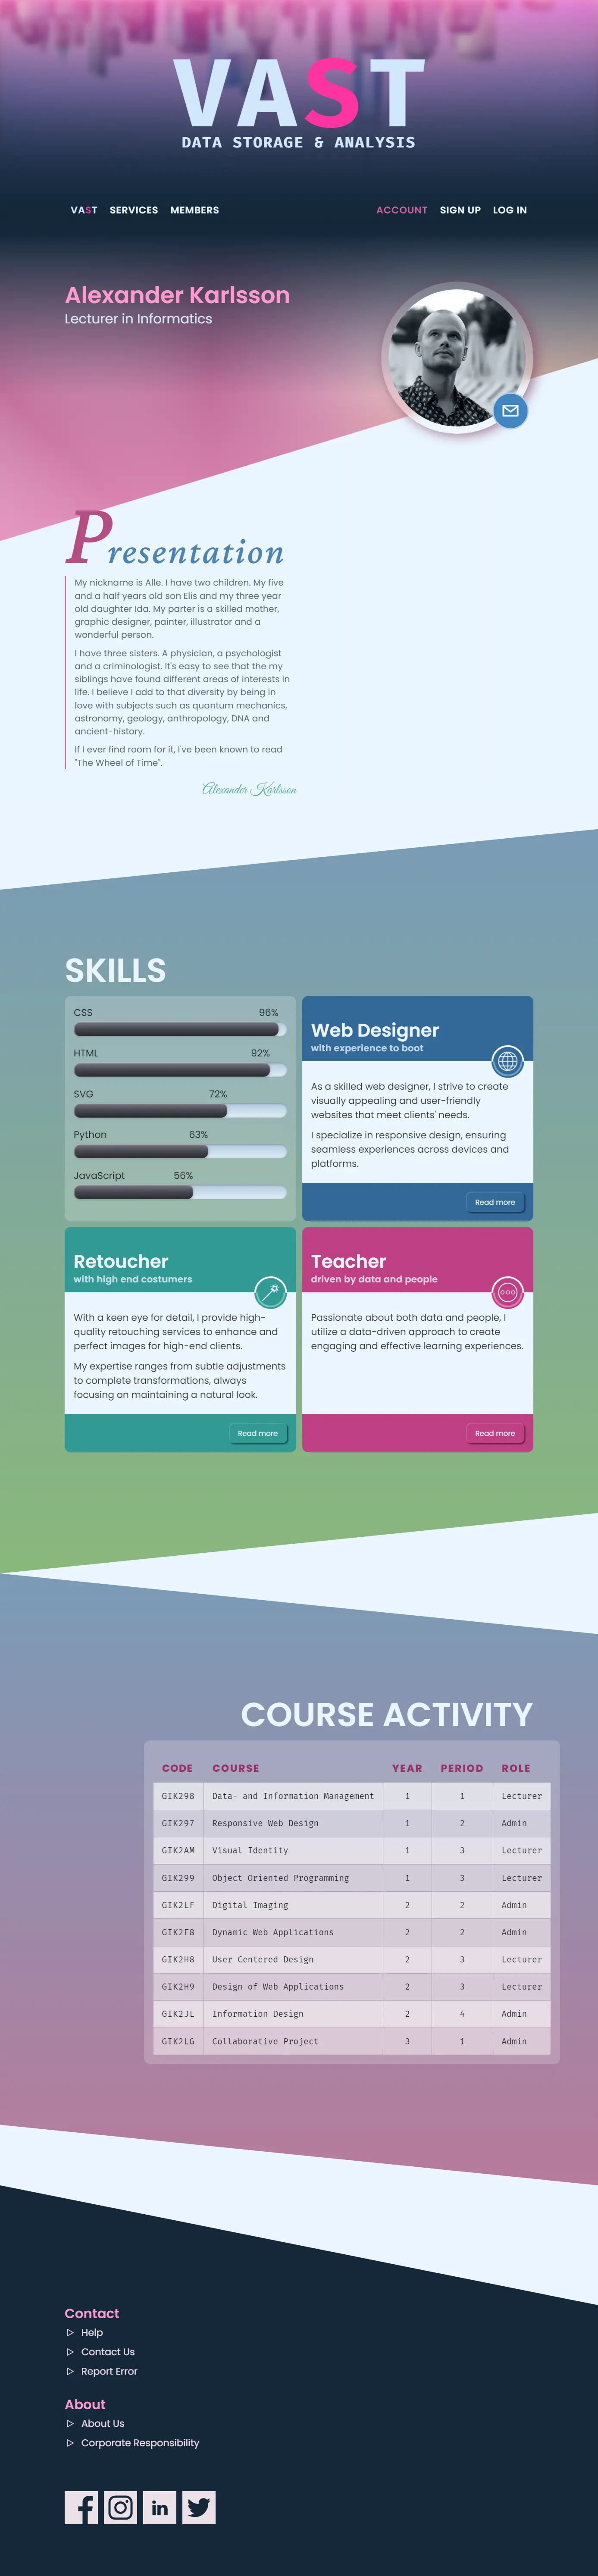 VAST
DATA STORAGE & ANALYSIS
VAST SERVICES MEMBERS ACCOUNT SIGN UP LOG IN
Alexander Karlsson
Lecturer in Informatics
Presentation
My nickname is Alle. I have two children. My five
and a half years old son Elis and my three year
old daughter Ida. My parter is a skilled mother,
graphic designer, painter, illustrator and a
wonderful person.
I have three sisters. A physician, a psychologist
and a criminologist. It's easy to see that the my
siblings have found different areas of interests in
life. I believe I add to that diversity by being in
love with subjects such as quantum mechanics,
astronomy, geology, anthropology, DNA and
ancient-history.
If I ever find room for it, I've been known to read
"The Wheel of Time".
Alexander Karlsson
SKILLS
CSS 96%
HTML 92%
SVG 72%
Python 63%
JavaScript 56%
Web Designer
with experience to boot
As a skilled web designer, I strive to create
visually appealing and user-friendly
websites that meet clients' needs.
I specialize in responsive design, ensuring
seamless experiences across devices and
platforms.
Read more
Retoucher
with high end costumers
With a keen eye for detail, I provide high-
quality retouching services to enhance and
perfect images for high-end clients.
My expertise ranges from subtle adjustments
to complete transformations, always
focusing on maintaining a natural look.
Read more
Teacher
driven by data and people
Passionate about both data and people, I
utilize a data-driven approach to create
engaging and effective learning experiences.
Read more
COURSE ACTIVITY
CODE COURSE YEAR PERIOD ROLE
GIK298 Data- and Information Management 1 1 Lecturer
GIK297 Responsive Web Design 1 2 Admin
GIK2AM Visual Identity 1 3 Lecturer
GIK299 Object Oriented Programming 1 3 Lecturer
GIK2LF Digital Imaging 2 2 Admin
GIK2F8 Dynamic Web Applications 2 2 Admin
GIK2H8 User Centered Design 2 3 Lecturer
GIK2H9 Design of Web Applications 2 3 Lecturer
GIK2JL Information Design 2 4 Admin
GIK2LG Collaborative Project 3 1 Admin
Contact
Help
Contact Us
Report Error
About
About Us
Corporate Responsibility